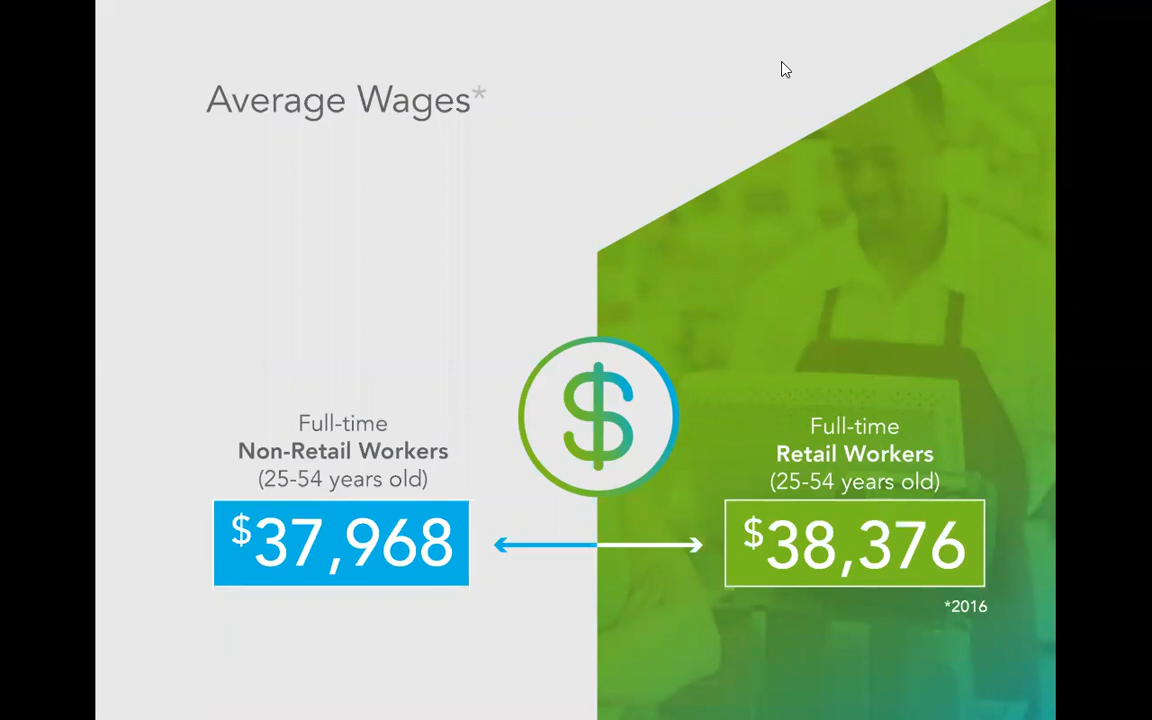 Average Wages*
Full-time
Non-Retail Workers
(25-54 years old)
$37,968
$
Full-time
Retail Workers
(25-54 years old)
$38,376
*2016